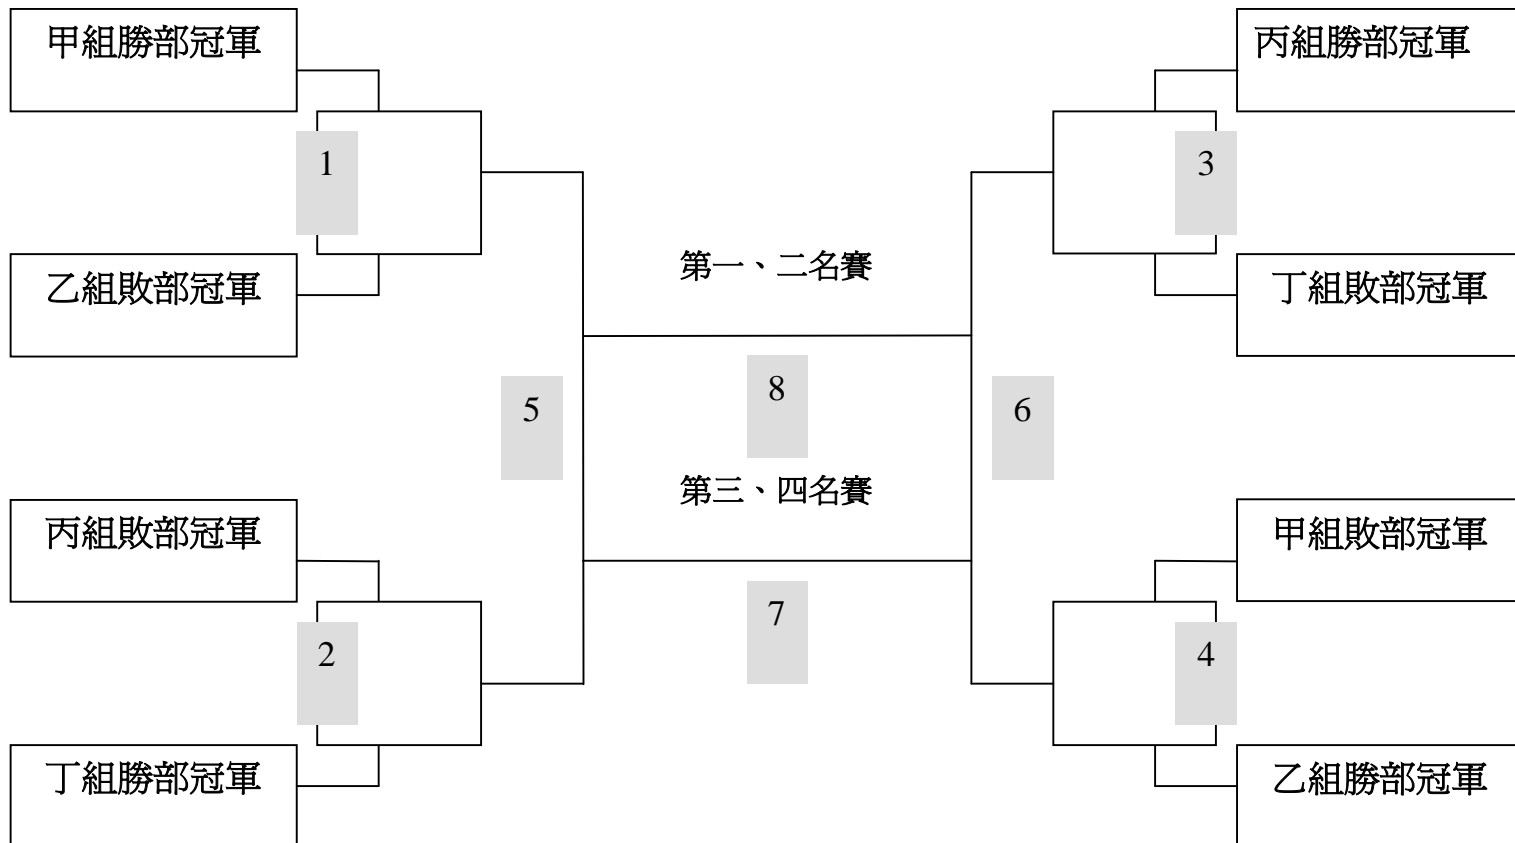 甲組勝部冠軍
丙組勝部冠軍
1
3
乙組敗部冠軍
第一、二名賽
丁組敗部冠軍
5
8
6
第三、四名賽
丙組敗部冠軍
甲組敗部冠軍
7
2
4
丁組勝部冠軍
乙組勝部冠軍